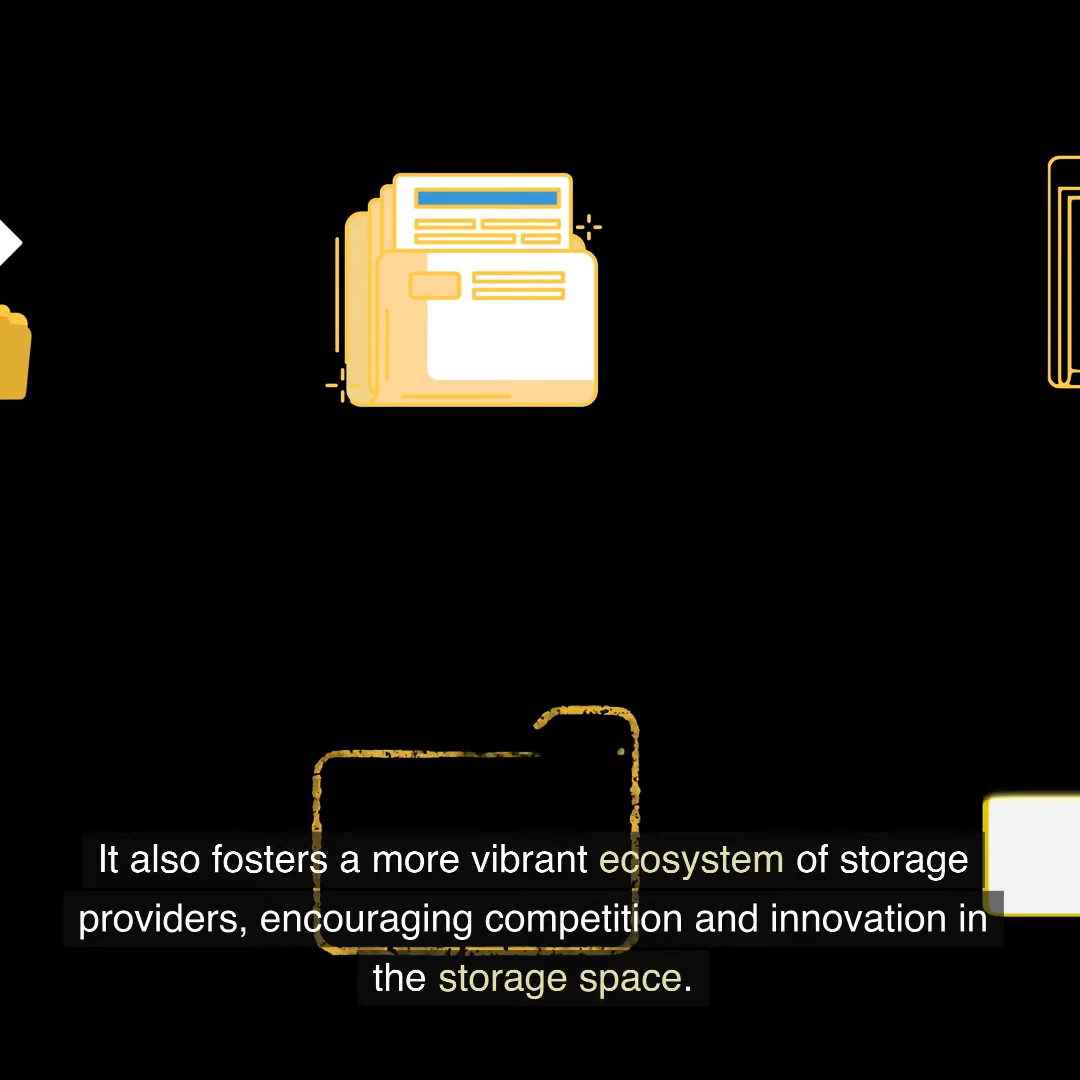 It also fosters a more vibrant ecosystem of storage
providers, encouraging competition and innovation in
the storage space.